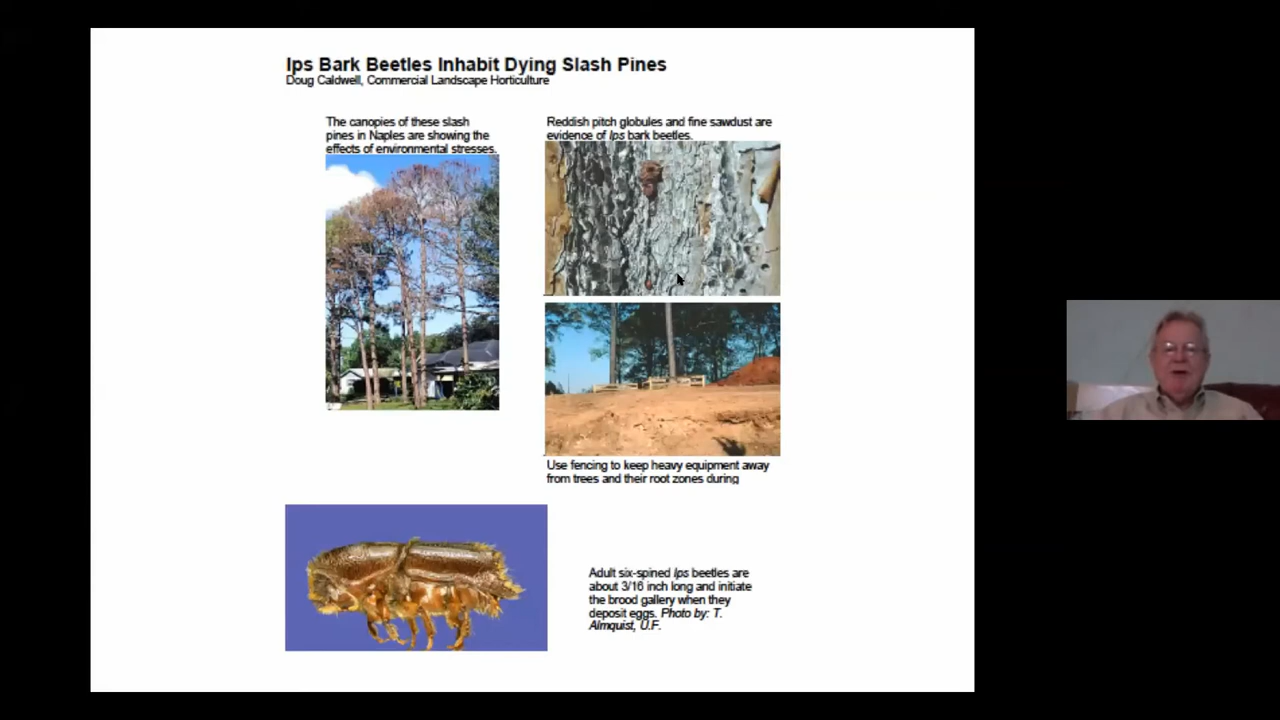 Ips Bark Beetles Inhabit Dying Slash Pines
Doug Caldwell, Commercial Landscape Horticulture
The canopies of these slash
pines in Naples are showing the
effects of environmental stresses.
Reddish pitch globules and fine sawdust are
evidence of Ips bark beetles.
Use fencing to keep heavy equipment away
from trees and their root zones during
Adult six-spined Ips beetles are
about 3/16 inch long and initiate
the brood gallery when they
deposit eggs. Photo by: T.
Almquist, U.F.